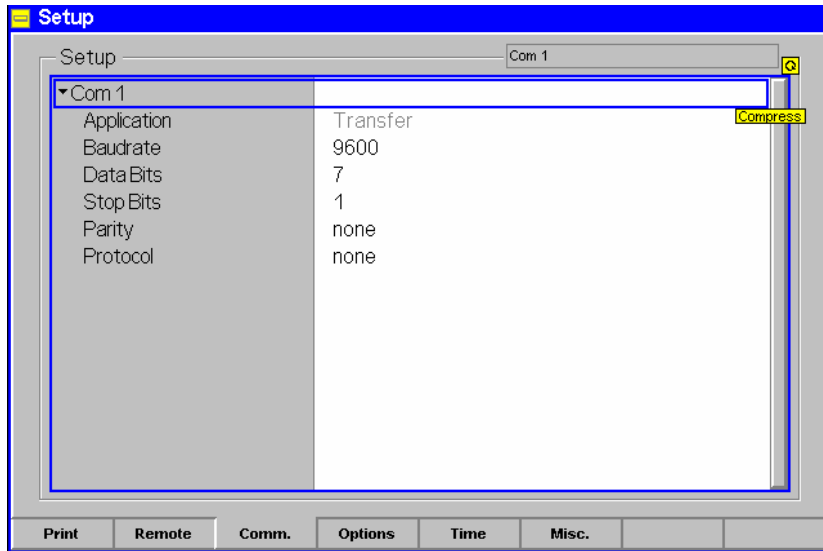 Setup
Setup Com 1
Com 1
Compress
Application Transfer
Baudrate 9600
Data Bits 7
Stop Bits 1
Parity none
Protocol none
Print Remote Comm. Options Time Misc.